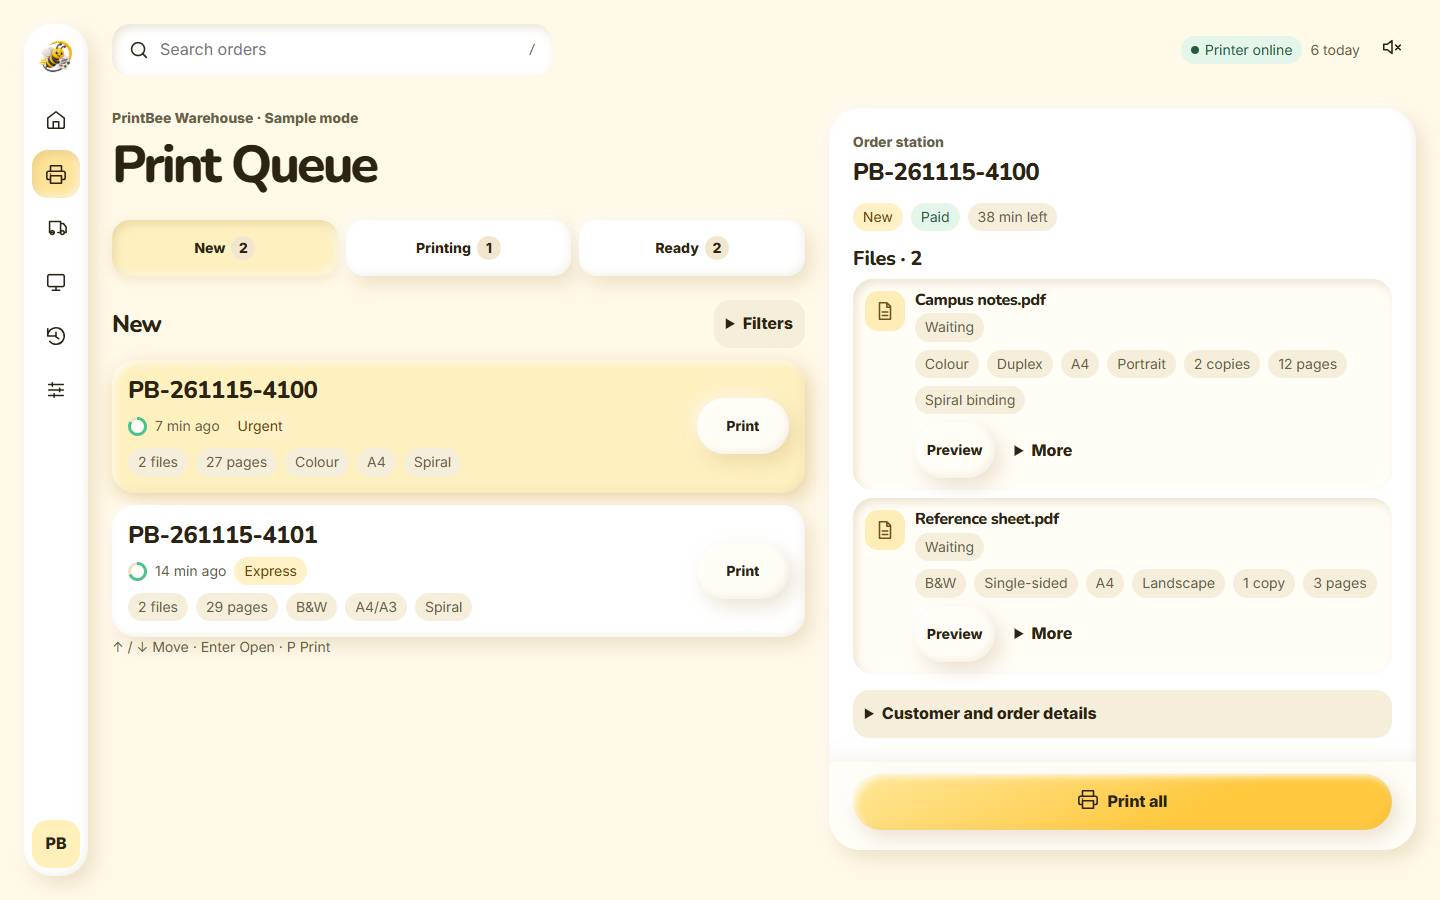 Search orders /
Printer online 6 today
PrintBee Warehouse · Sample mode
Print Queue
New 2
Printing 1
Ready 2
New
▶ Filters
PB-261115-4100
7 min ago Urgent
2 files 27 pages Colour A4 Spiral
Print
PB-261115-4101
14 min ago Express
2 files 29 pages B&W A4/A3 Spiral
Print
↑ / ↓ Move · Enter Open · P Print
PB
Order station
PB-261115-4100
New Paid 38 min left
Files · 2
Campus notes.pdf
Waiting
Colour Duplex A4 Portrait 2 copies 12 pages
Spiral binding
Preview ▶ More
Reference sheet.pdf
Waiting
B&W Single-sided A4 Landscape 1 copy 3 pages
Preview ▶ More
▶ Customer and order details
Print all